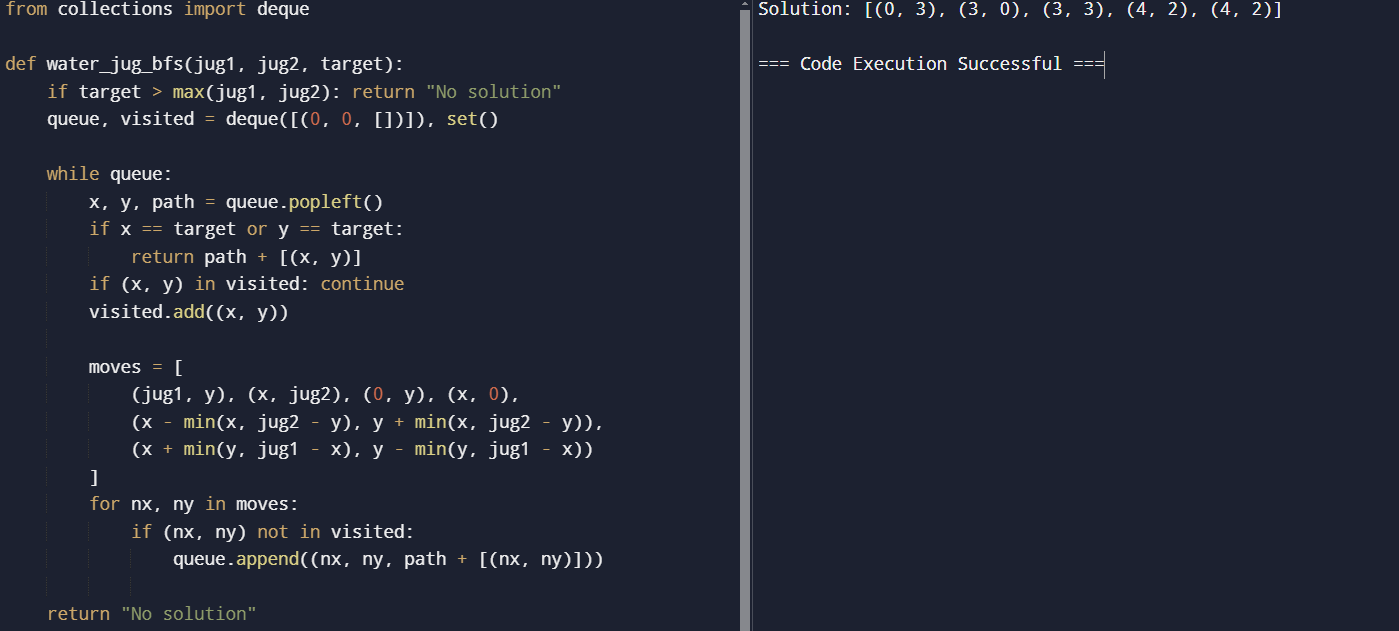 from collections import deque
def water_jug_bfs(jug1, jug2, target):
    if target > max(jug1, jug2): return "No solution"
    queue, visited = deque([(0, 0, [])]), set()
    while queue:
        x, y, path = queue.popleft()
        if x == target or y == target:
            return path + [(x, y)]
        if (x, y) in visited: continue
        visited.add((x, y))
        moves = [
            (jug1, y), (x, jug2), (0, y), (x, 0),
            (x - min(x, jug2 - y), y + min(x, jug2 - y)),
            (x + min(y, jug1 - x), y - min(y, jug1 - x))
        ]
        for nx, ny in moves:
            if (nx, ny) not in visited:
                queue.append((nx, ny, path + [(nx, ny)]))
    return "No solution"
Solution: [(0, 3), (3, 0), (3, 3), (4, 2), (4, 2)]
=== Code Execution Successful ===